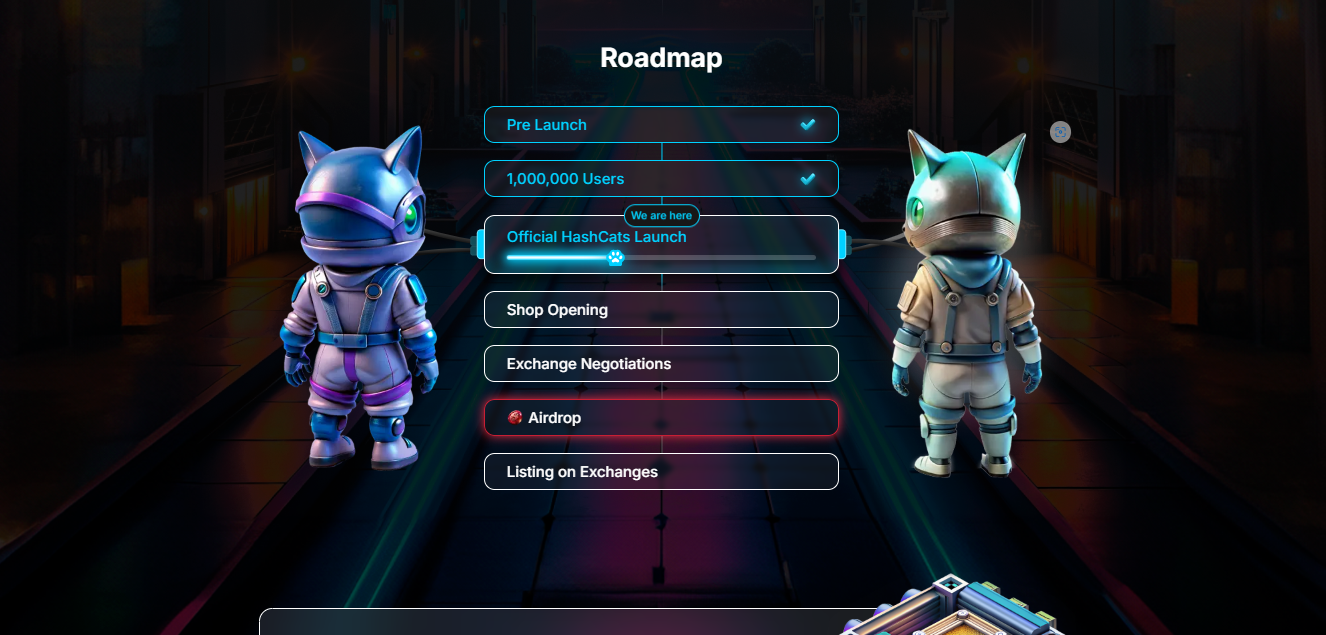 Roadmap
Pre Launch
1,000,000 Users
We are here
Official HashCats Launch
Shop Opening
Exchange Negotiations
Airdrop
Listing on Exchanges